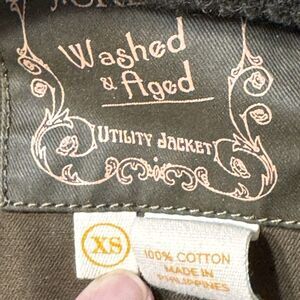 Washed
& Aged
UTILITY JACKET
XS
100% COTTON
MADE IN
PHILIPPINES